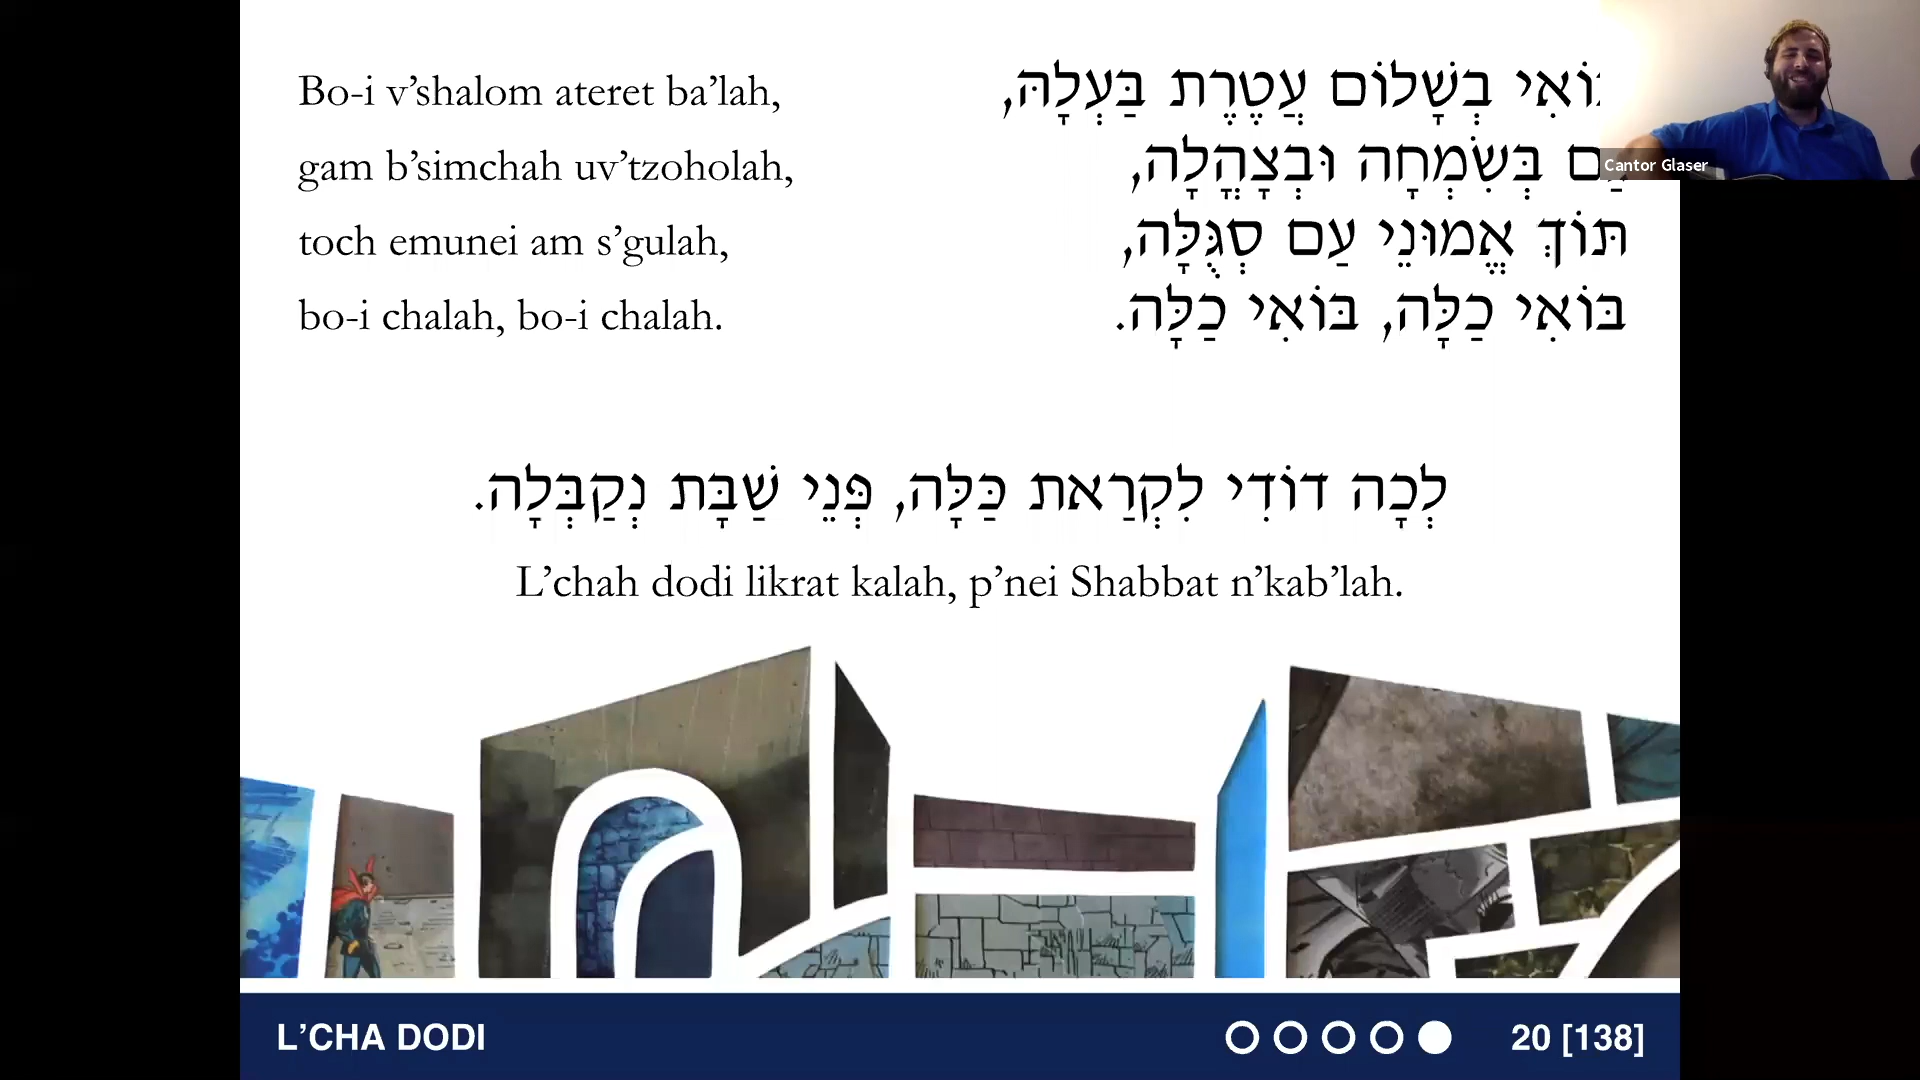 Bo-i v’shalom ateret ba’lah,
gam b’simchah uv’tzoholah,
toch emunei am s’gulah,
bo-i chalah, bo-i chalah.
בְשָׁלוֹם עֲטֶרֶת בַּעְלָהּ,
בְּשִׂמְחָה וּבְצָהֳלָה,
תּוֹךְ אֱמוּנֵי עַם סְגֻלָּה,
בּוֹאִי כַלָּה, בּוֹאִי כַלָּה.
Cantor Glaser
לְכָה דוֹדִי לִקְרַאת כַּלָּה, פְּנֵי שַׁבָּת נְקַבְּלָה.
L’chah dodi likrat kalah, p’nei Shabbat n’kab’lah.
L’CHA DODI
20 [138]